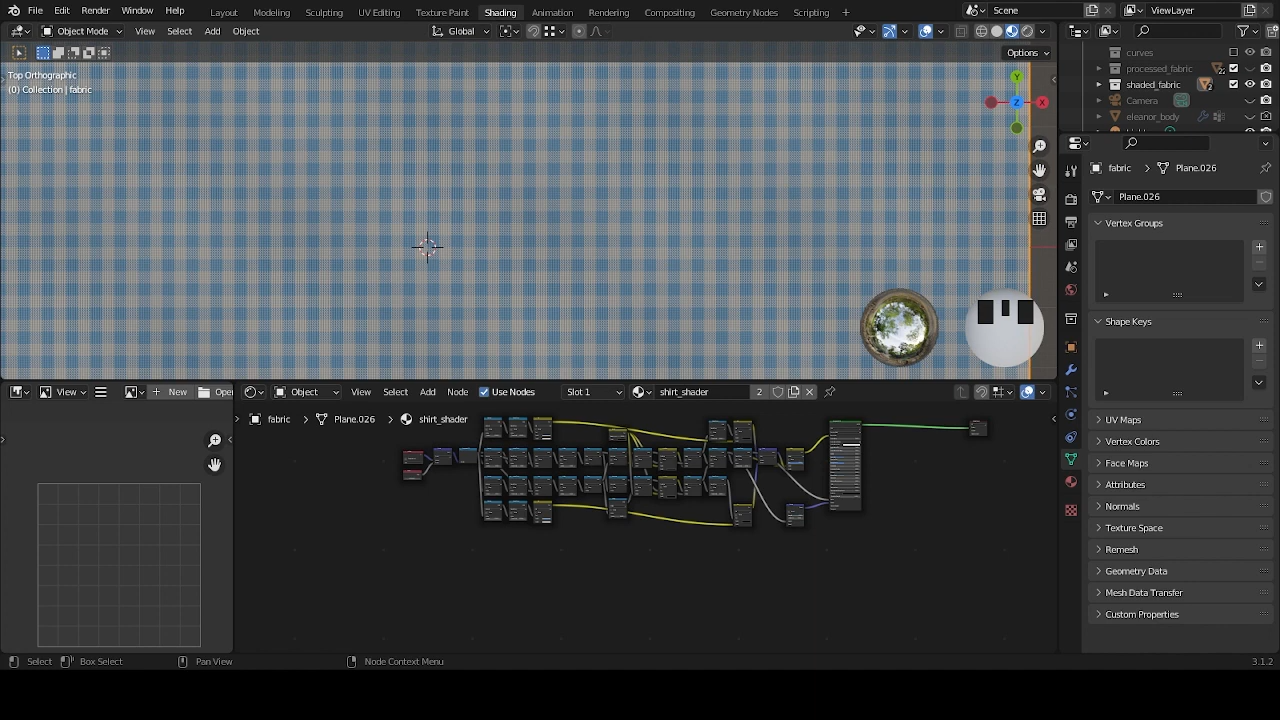 File Edit Render Window Help Layout Modeling Sculpting UV Editing Texture Paint Shading Animation Rendering Compositing Geometry Nodes Scripting + Scene ViewLayer
Object Mode View Select Add Object Global
Options
curves
processed_fabric
shaded_fabric
Camera
eleanor_body
Top Orthographic
(0) Collection | fabric
Y
Z
X
fabric Plane.026
Plane.026
Vertex Groups
Shape Keys
UV Maps
Vertex Colors
Face Maps
Attributes
Normals
Texture Space
Remesh
Geometry Data
Mesh Data Transfer
Custom Properties
View New Open
Object View Select Add Node Use Nodes Slot 1 shirt_shader 2
fabric Plane.026 shirt_shader
Select Box Select Pan View Node Context Menu 3.1.2